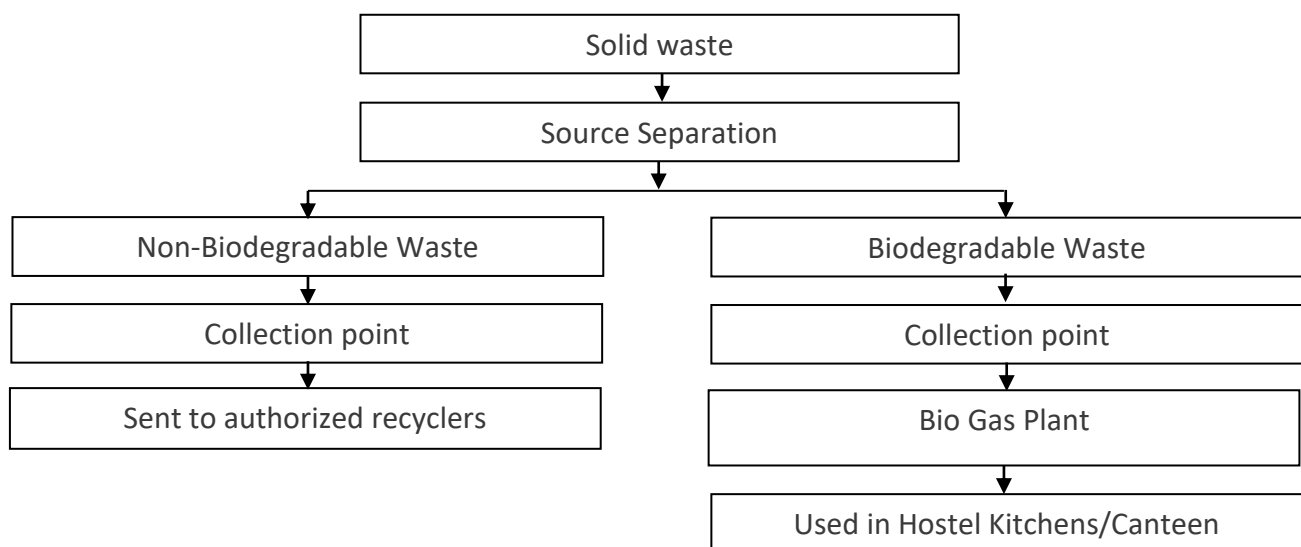 Solid waste
Source Separation
Non-Biodegradable Waste
Biodegradable Waste
Collection point
Collection point
Sent to authorized recyclers
Bio Gas Plant
Used in Hostel Kitchens/Canteen